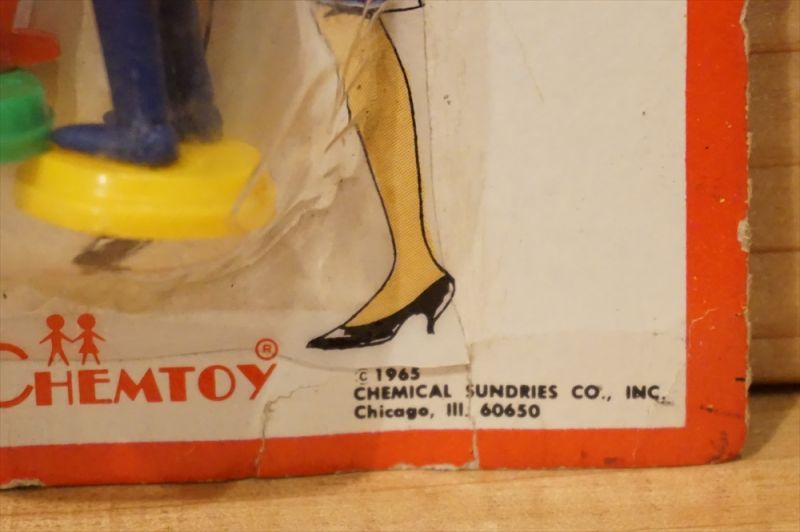 CHEMTOY®
© 1965
CHEMICAL SUNDRIES CO., INC.
Chicago, Ill. 60650